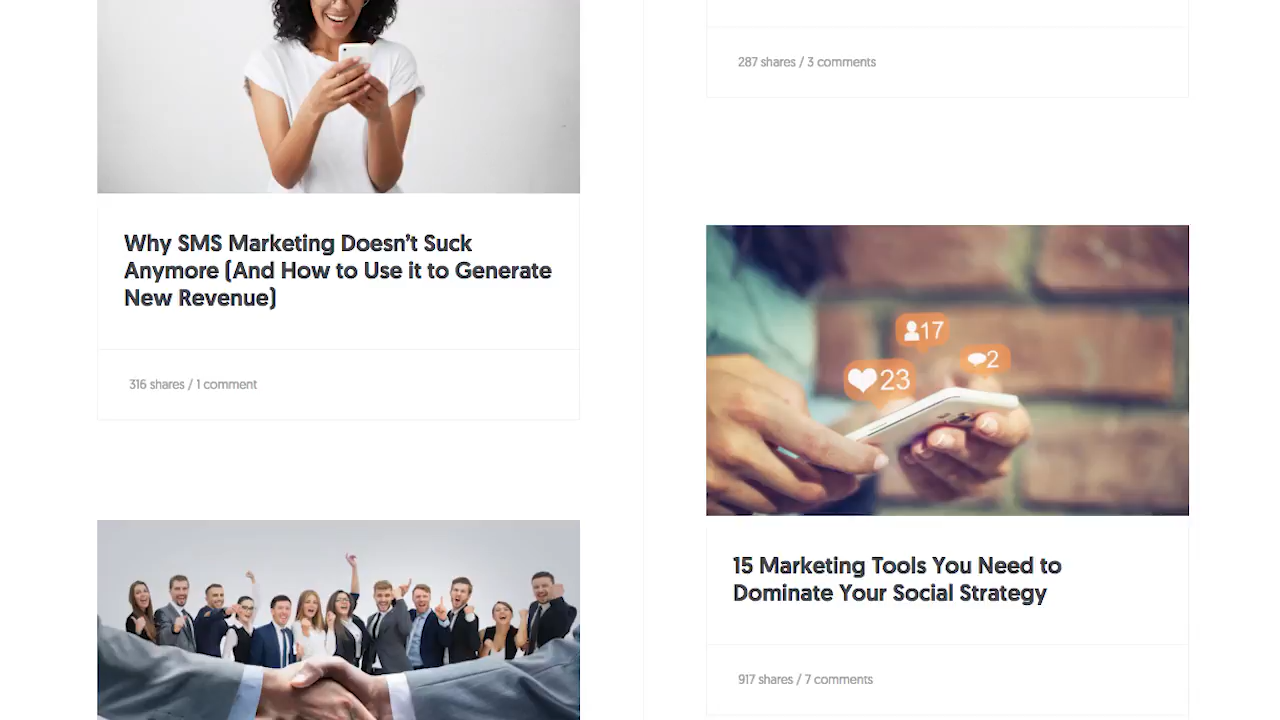 Why SMS Marketing Doesn’t Suck
Anymore (And How to Use it to Generate
New Revenue)
316 shares / 1 comment
287 shares / 3 comments
17
2
23
15 Marketing Tools You Need to
Dominate Your Social Strategy
917 shares / 7 comments